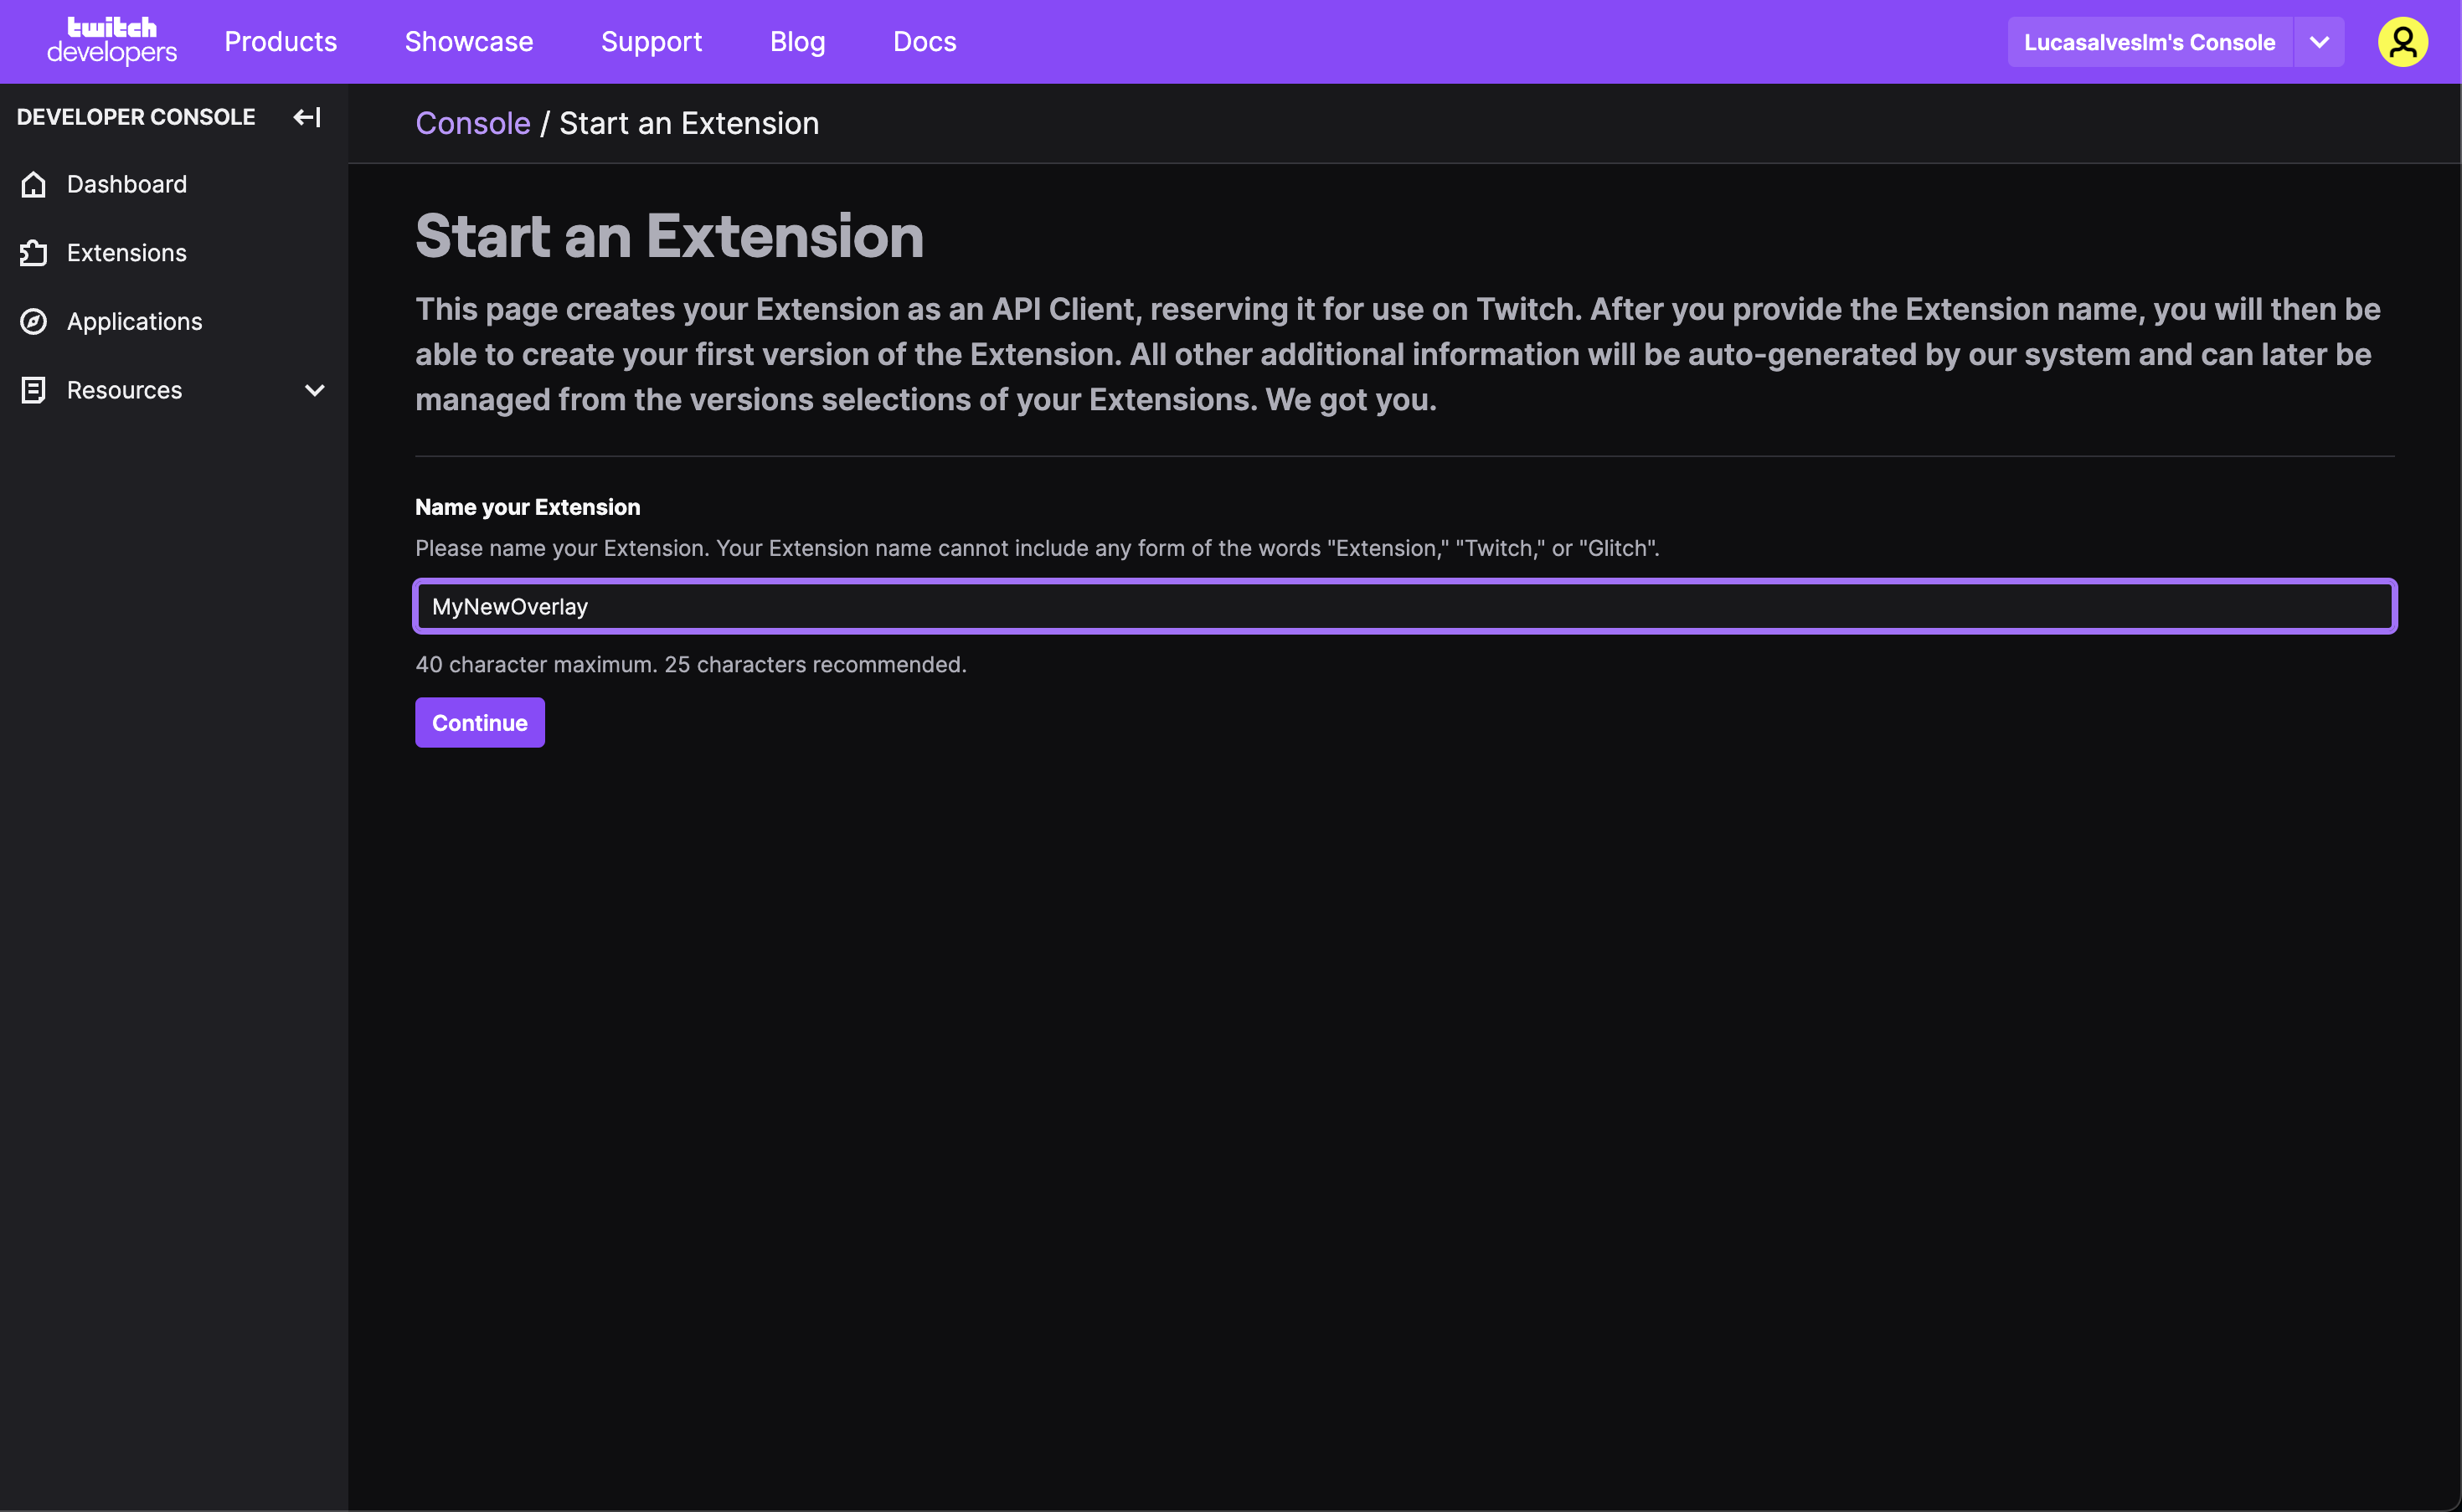 twitch
developers
Products
Showcase
Support
Blog
Docs
Lucasalveslm's Console
DEVELOPER CONSOLE
Dashboard
Extensions
Applications
Resources
Console / Start an Extension
Start an Extension
This page creates your Extension as an API Client, reserving it for use on Twitch. After you provide the Extension name, you will then be
able to create your first version of the Extension. All other additional information will be auto-generated by our system and can later be
managed from the versions selections of your Extensions. We got you.
Name your Extension
Please name your Extension. Your Extension name cannot include any form of the words "Extension," "Twitch," or "Glitch".
MyNewOverlay
40 character maximum. 25 characters recommended.
Continue